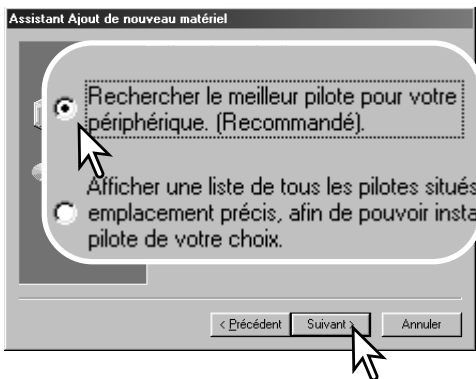 Assistant Ajout de nouveau matériel
Rechercher le meilleur pilote pour votre
périphérique. (Recommandé).
Afficher une liste de tous les pilotes situés
emplacement précis, afin de pouvoir insta
pilote de votre choix.
< Précédent Suivant > Annuler